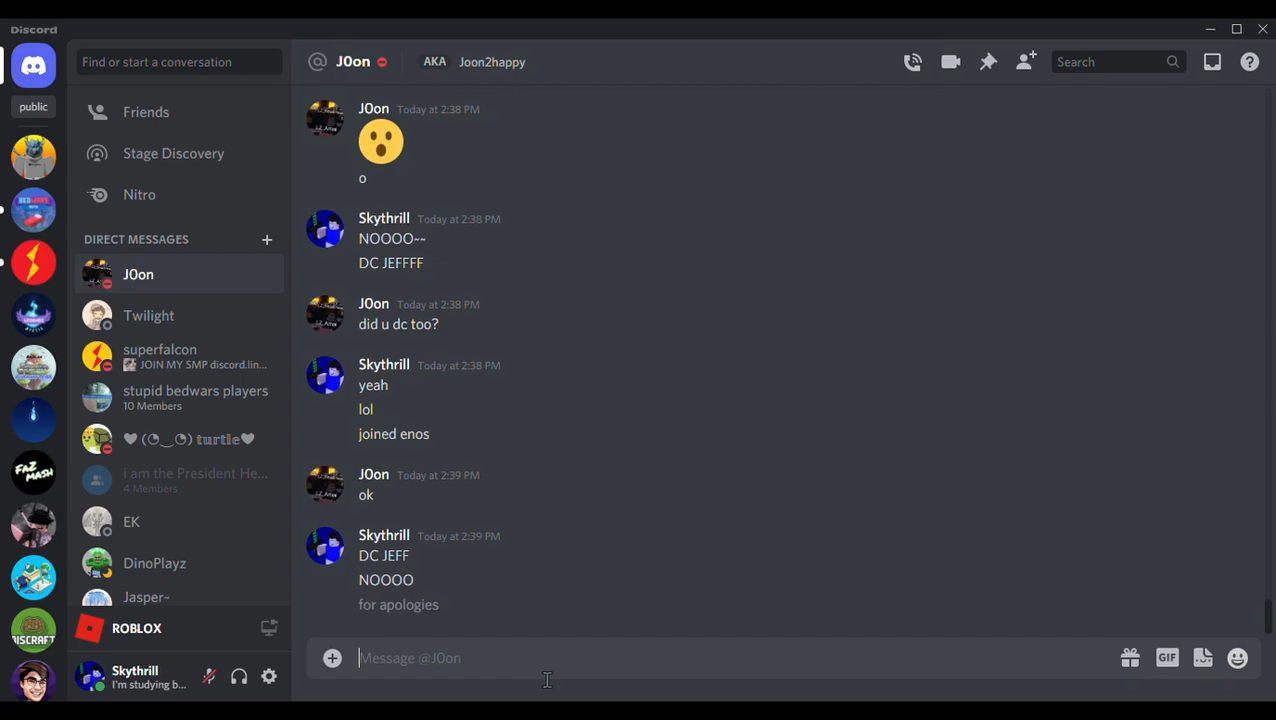 Discord
Find or start a conversation
J0on
AKA
Joon2happy
Search
public
Friends
Stage Discovery
Nitro
DIRECT MESSAGES
J0on
Twilight
superfalcon
JOIN MY SMP discord.lin...
stupid bedwars players
10 Members
♥ (◔‿◔) 𝕥𝕦𝕣𝕥𝕝𝕖♥
i am the President He...
4 Members
EK
DinoPlayz
Jasper~
ROBLOX
Skythrill
I'm studying b...
J0on Today at 2:38 PM
o
Skythrill Today at 2:38 PM
NOOOO~~
DC JEFFFF
J0on Today at 2:38 PM
did u dc too?
Skythrill Today at 2:38 PM
yeah
lol
joined enos
J0on Today at 2:39 PM
ok
Skythrill Today at 2:39 PM
DC JEFF
NOOOO
for apologies
Message @J0on
GIF
FAZ
MASH
DISCRAFT